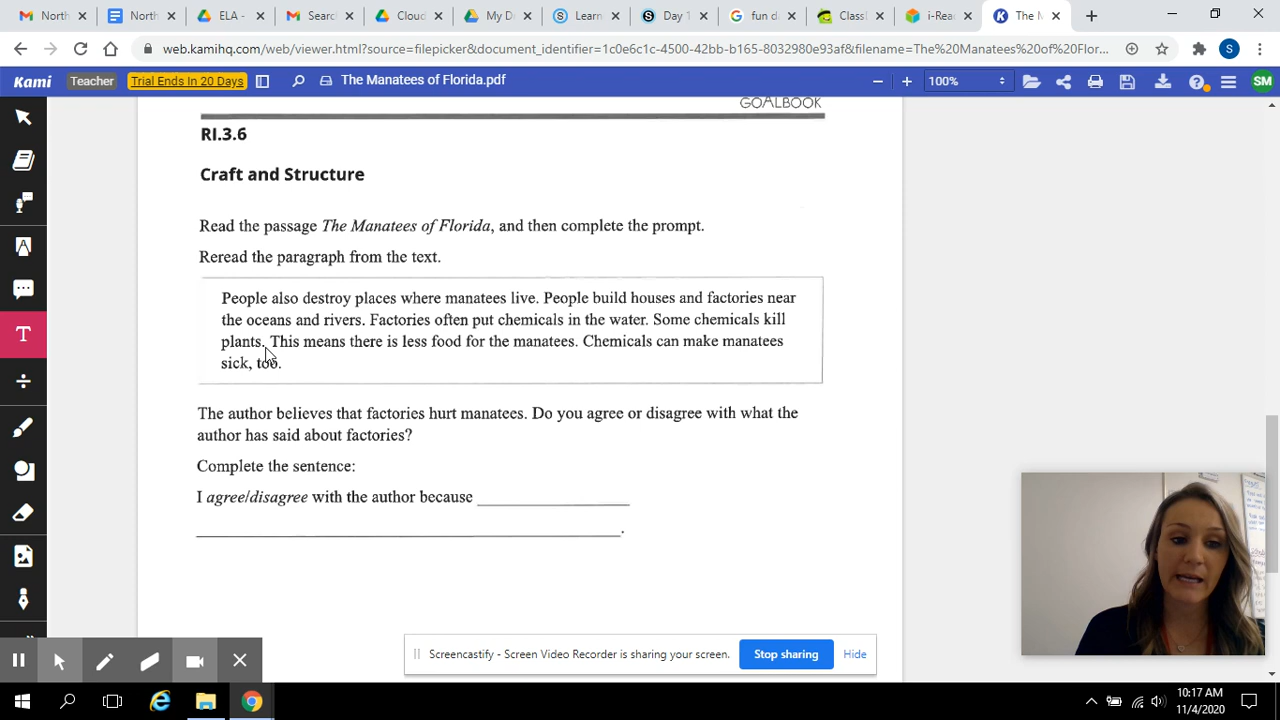 North
North
ELA -
Search
Cloud
My Dr
Learn
Day 1
fun da
Class
i-Rea
The M
web.kamihq.com/web/viewer.html?source=filepicker&document_identifier=1c0e6c1c-4500-42bb-b165-8032980e93af&filename=The%20Manatees%20of%20Flor...
S
Kami
Teacher
Trial Ends In 20 Days
The Manatees of Florida.pdf
100%
SM
GOALBOOK
RI.3.6
Craft and Structure
Read the passage The Manatees of Florida, and then complete the prompt.
Reread the paragraph from the text.
People also destroy places where manatees live. People build houses and factories near
the oceans and rivers. Factories often put chemicals in the water. Some chemicals kill
plants. This means there is less food for the manatees. Chemicals can make manatees
sick, too.
The author believes that factories hurt manatees. Do you agree or disagree with what the
author has said about factories?
Complete the sentence:
I agree/disagree with the author because ____________________
____________________.
Screencastify - Screen Video Recorder is sharing your screen.
Stop sharing
Hide
10:17 AM
11/4/2020